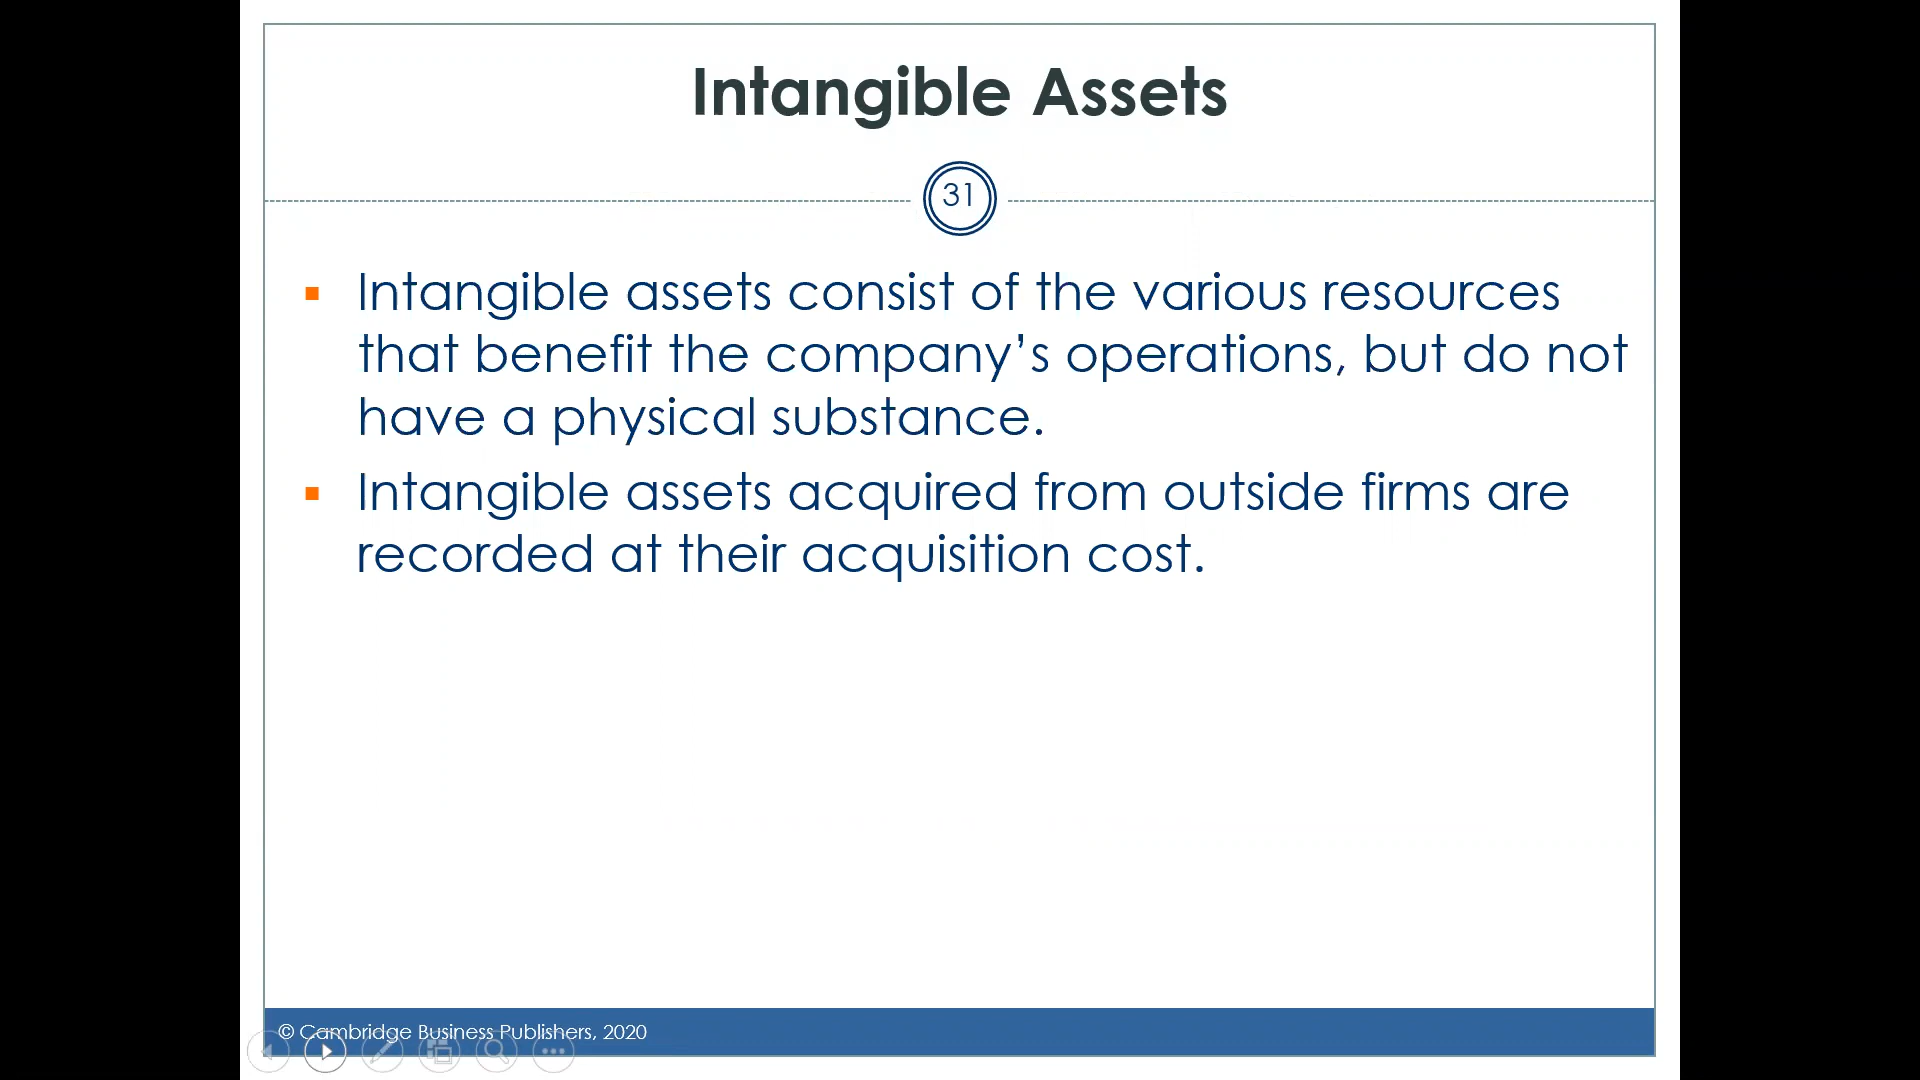 Intangible Assets
31
Intangible assets consist of the various resources
that benefit the company’s operations, but do not
have a physical substance.
Intangible assets acquired from outside firms are
recorded at their acquisition cost.
© Cambridge Business Publishers, 2020